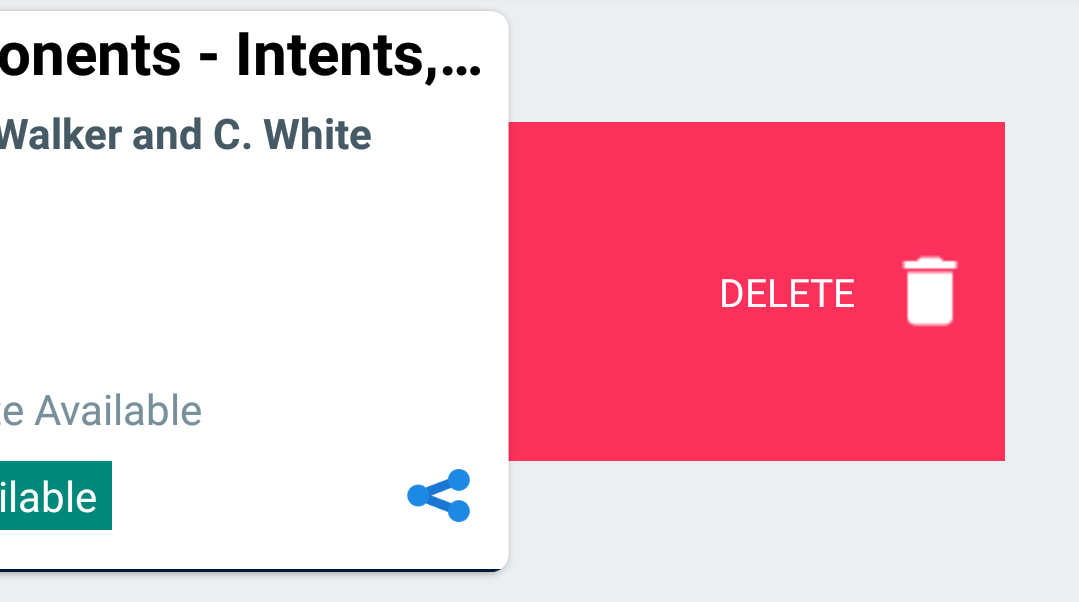 onents - Intents,...
Walker and C. White
DELETE
e Available
ilable